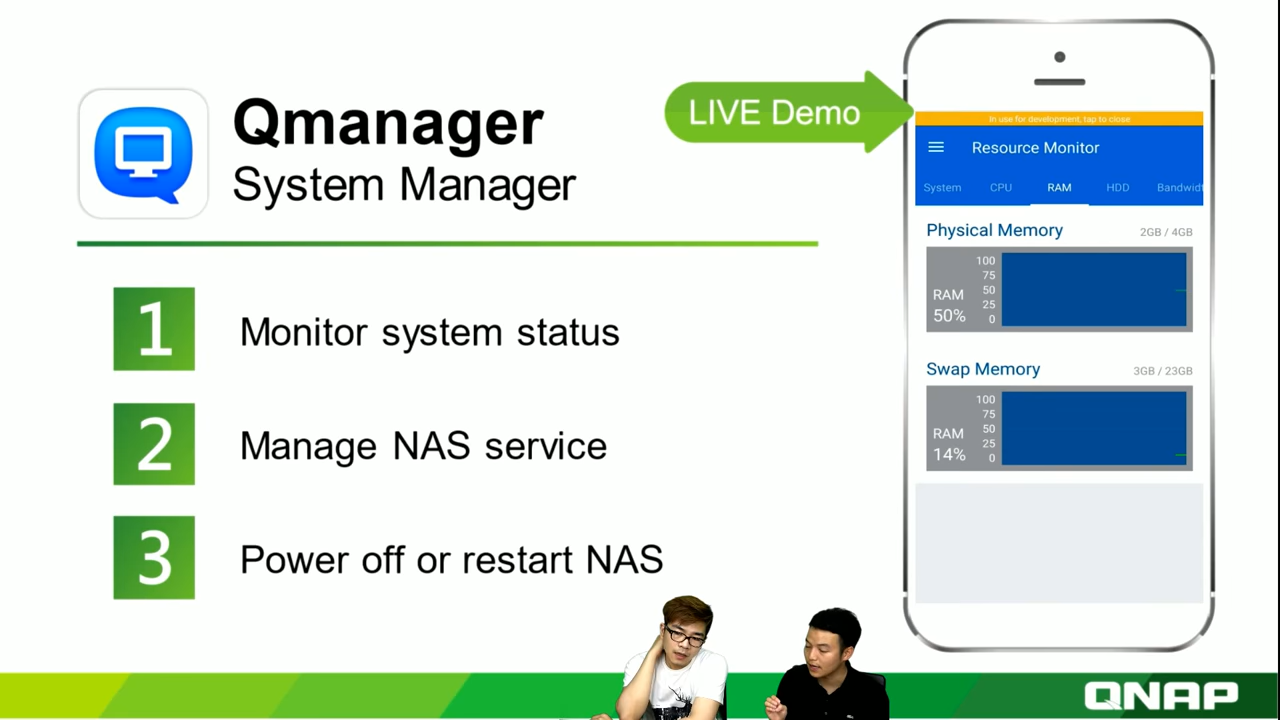 Qmanager
System Manager
1 Monitor system status
2 Manage NAS service
3 Power off or restart NAS
LIVE Demo
In use for development, tap to close
Resource Monitor
System CPU RAM HDD Bandwidt
Physical Memory 2GB / 4GB
100
75
50
25
0
RAM
50%
Swap Memory 3GB / 23GB
100
75
50
25
0
RAM
14%
QNAP